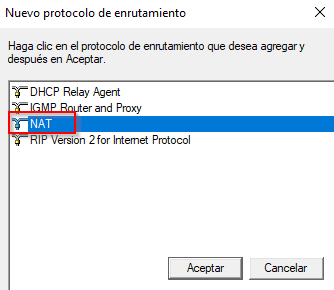 Nuevo protocolo de enrutamiento
Haga clic en el protocolo de enrutamiento que desea agregar y
después en Aceptar.
DHCP Relay Agent
IGMP Router and Proxy
NAT
RIP Version 2 for Internet Protocol
Aceptar
Cancelar